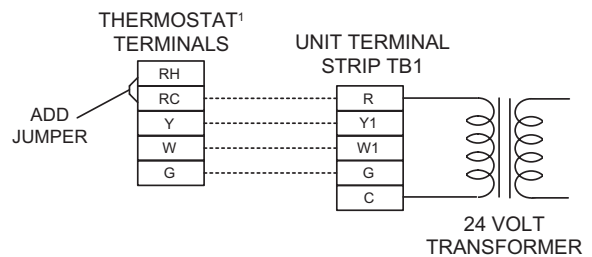 THERMOSTAT¹
TERMINALS
UNIT TERMINAL
STRIP TB1
RH
RC
Y
W
G
ADD
JUMPER
R
Y1
W1
G
C
24 VOLT
TRANSFORMER